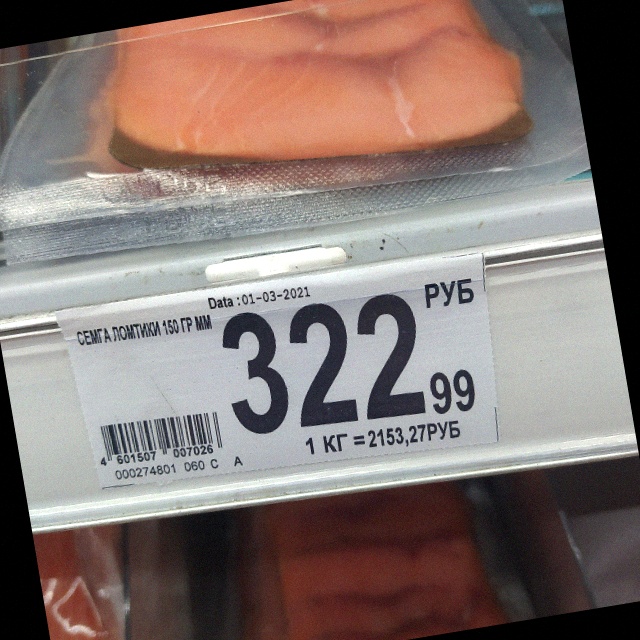 Data :01-03-2021
СЕМГА ЛОМТИКИ 150 ГР ММ
322 99 РУБ
1 КГ =2153,27РУБ
4 601507 007026
000274801 060 С А